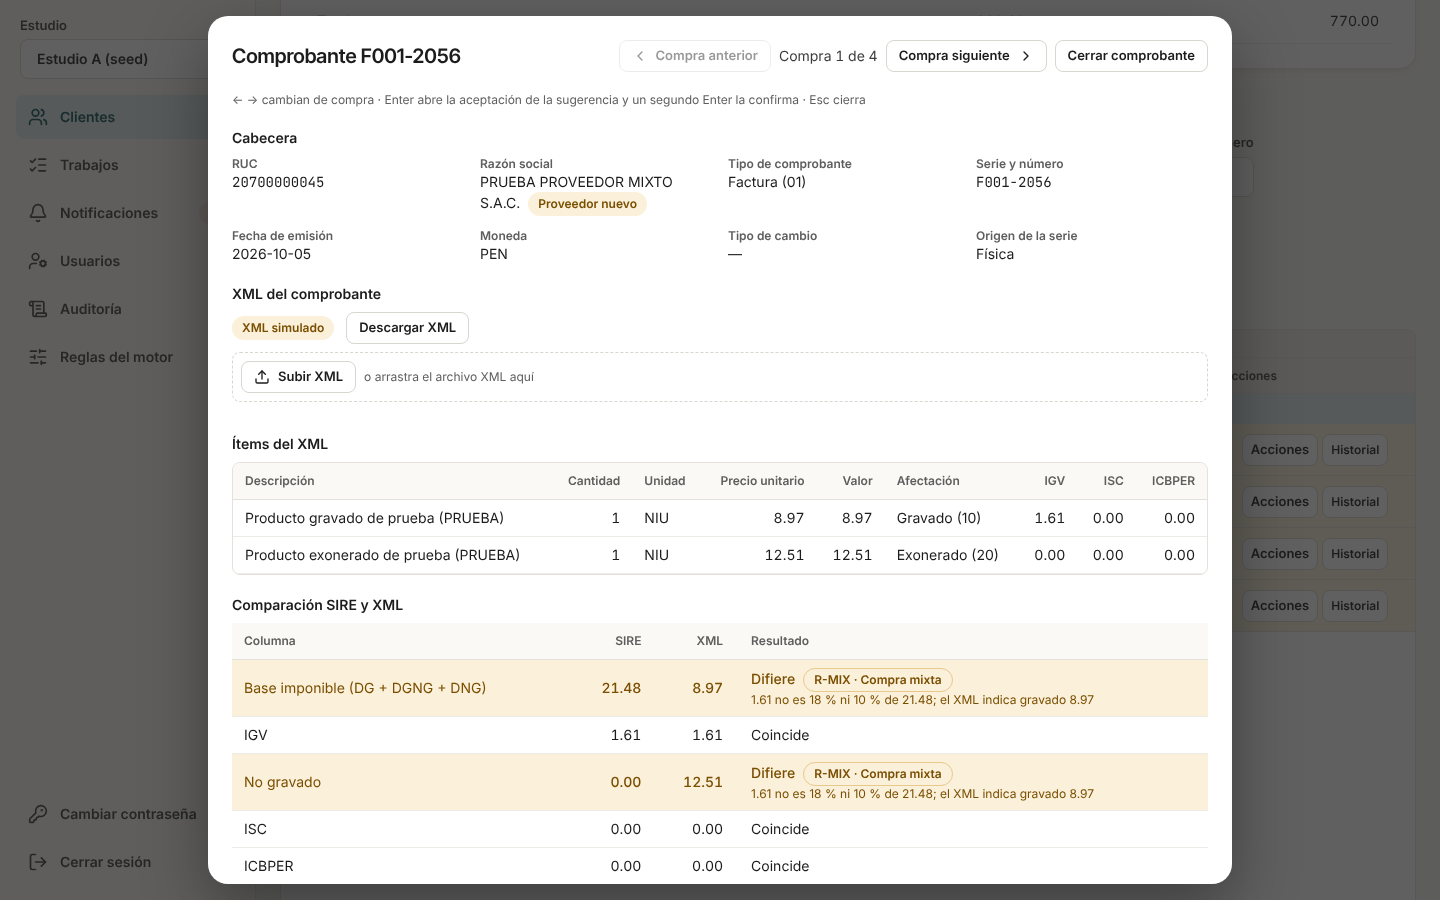 Estudio
Estudio A (seed)
Clientes
Trabajos
Notificaciones
Usuarios
Auditoría
Reglas del motor
Cambiar contraseña
Cerrar sesión
770.00
ero
cciones
Acciones Historial
Acciones Historial
Acciones Historial
Acciones Historial
Comprobante F001-2056
Compra anterior Compra 1 de 4 Compra siguiente Cerrar comprobante
← → cambian de compra · Enter abre la aceptación de la sugerencia y un segundo Enter la confirma · Esc cierra
Cabecera
RUC Razón social Tipo de comprobante Serie y número
20700000045 PRUEBA PROVEEDOR MIXTO Factura (01) F001-2056
S.A.C. Proveedor nuevo
Fecha de emisión Moneda Tipo de cambio Origen de la serie
2026-10-05 PEN — Física
XML del comprobante
XML simulado Descargar XML
Subir XML o arrastra el archivo XML aquí
Ítems del XML
Descripción Cantidad Unidad Precio unitario Valor Afectación IGV ISC ICBPER
Producto gravado de prueba (PRUEBA) 1 NIU 8.97 8.97 Gravado (10) 1.61 0.00 0.00
Producto exonerado de prueba (PRUEBA) 1 NIU 12.51 12.51 Exonerado (20) 0.00 0.00 0.00
Comparación SIRE y XML
Columna SIRE XML Resultado
Base imponible (DG + DGNG + DNG) 21.48 8.97 Difiere R-MIX · Compra mixta
1.61 no es 18 % ni 10 % de 21.48; el XML indica gravado 8.97
IGV 1.61 1.61 Coincide
No gravado 0.00 12.51 Difiere R-MIX · Compra mixta
1.61 no es 18 % ni 10 % de 21.48; el XML indica gravado 8.97
ISC 0.00 0.00 Coincide
ICBPER 0.00 0.00 Coincide